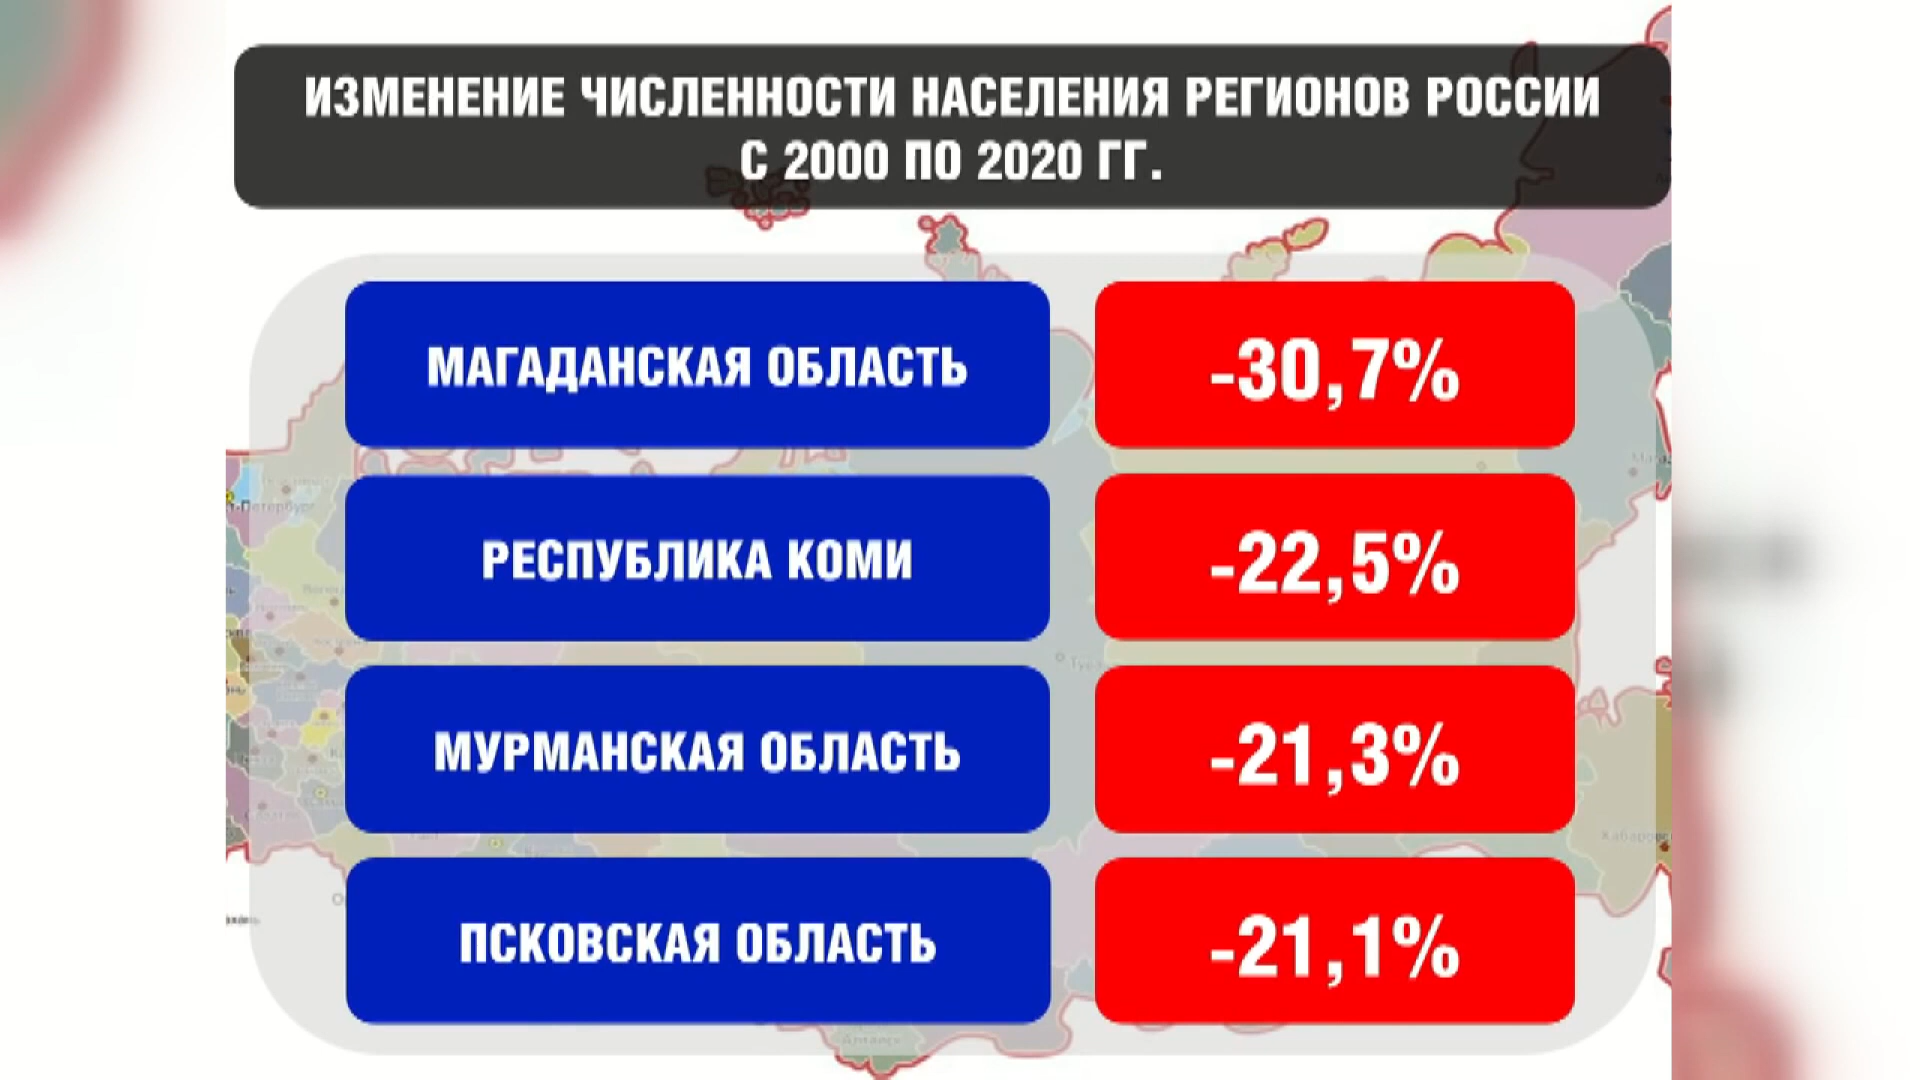 ИЗМЕНЕНИЕ ЧИСЛЕННОСТИ НАСЕЛЕНИЯ РЕГИОНОВ РОССИИ
С 2000 ПО 2020 ГГ.
МАГАДАНСКАЯ ОБЛАСТЬ -30,7%
РЕСПУБЛИКА КОМИ -22,5%
МУРМАНСКАЯ ОБЛАСТЬ -21,3%
ПСКОВСКАЯ ОБЛАСТЬ -21,1%